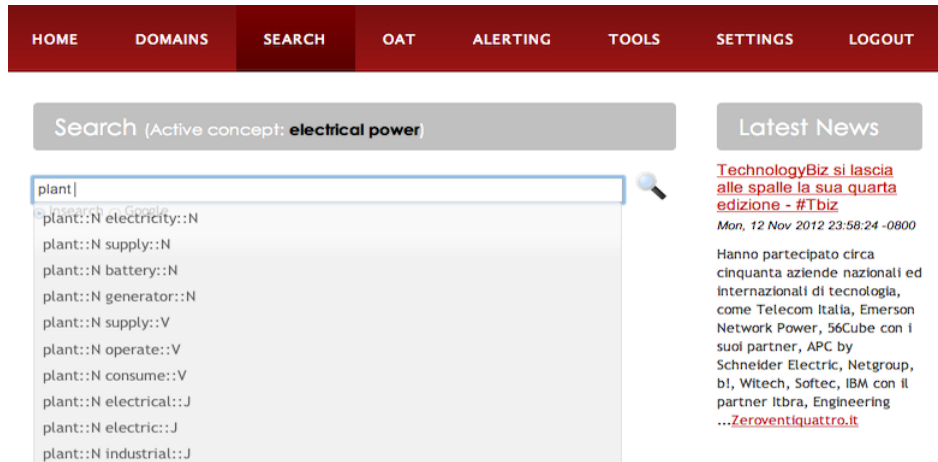 HOME DOMAINS SEARCH OAT ALERTING TOOLS SETTINGS LOGOUT
Search (Active concept: electrical power)
plant
Insearch Google
plant::N electricity::N
plant::N supply::N
plant::N battery::N
plant::N generator::N
plant::N supply::V
plant::N operate::V
plant::N consume::V
plant::N electrical::J
plant::N electric::J
plant::N industrial::J
Latest News
TechnologyBiz si lascia
alle spalle la sua quarta
edizione - #Tbiz
Mon, 12 Nov 2012 23:58:24 -0800
Hanno partecipato circa
cinquanta aziende nazionali ed
internazionali di tecnologia,
come Telecom Italia, Emerson
Network Power, 56Cube con i
suoi partner, APC by
Schneider Electric, Netgroup,
b!, Witech, Softec, IBM con il
partner Itbra, Engineering
...Zeroventiquattro.it